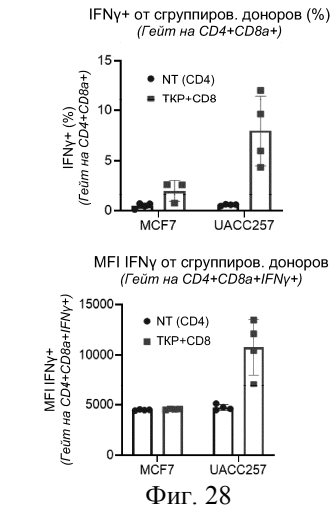 IFNγ+ от сгруппиров. доноров (%)
(Гейт на CD4+CD8a+)
IFNγ+ (%)
(Гейт на CD4+CD8a+)
15
10
5
0
NT (CD4)
ТКР+CD8
MCF7
UACC257
MFI IFNγ от сгруппиров. доноров
(Гейт на CD4+CD8a+IFNγ+)
MFI IFNγ+
(Гейт на CD4+CD8a+IFNγ+)
15000
10000
5000
0
NT (CD4)
ТКР+CD8
MCF7
UACC257
Фиг. 28